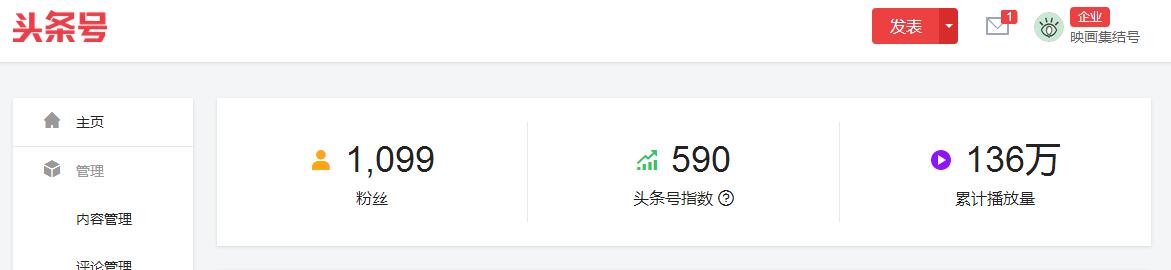 头条号
发表
1
企业
映画集结号
主页
管理
内容管理
评论管理
1,099
粉丝
590
头条号指数
136万
累计播放量